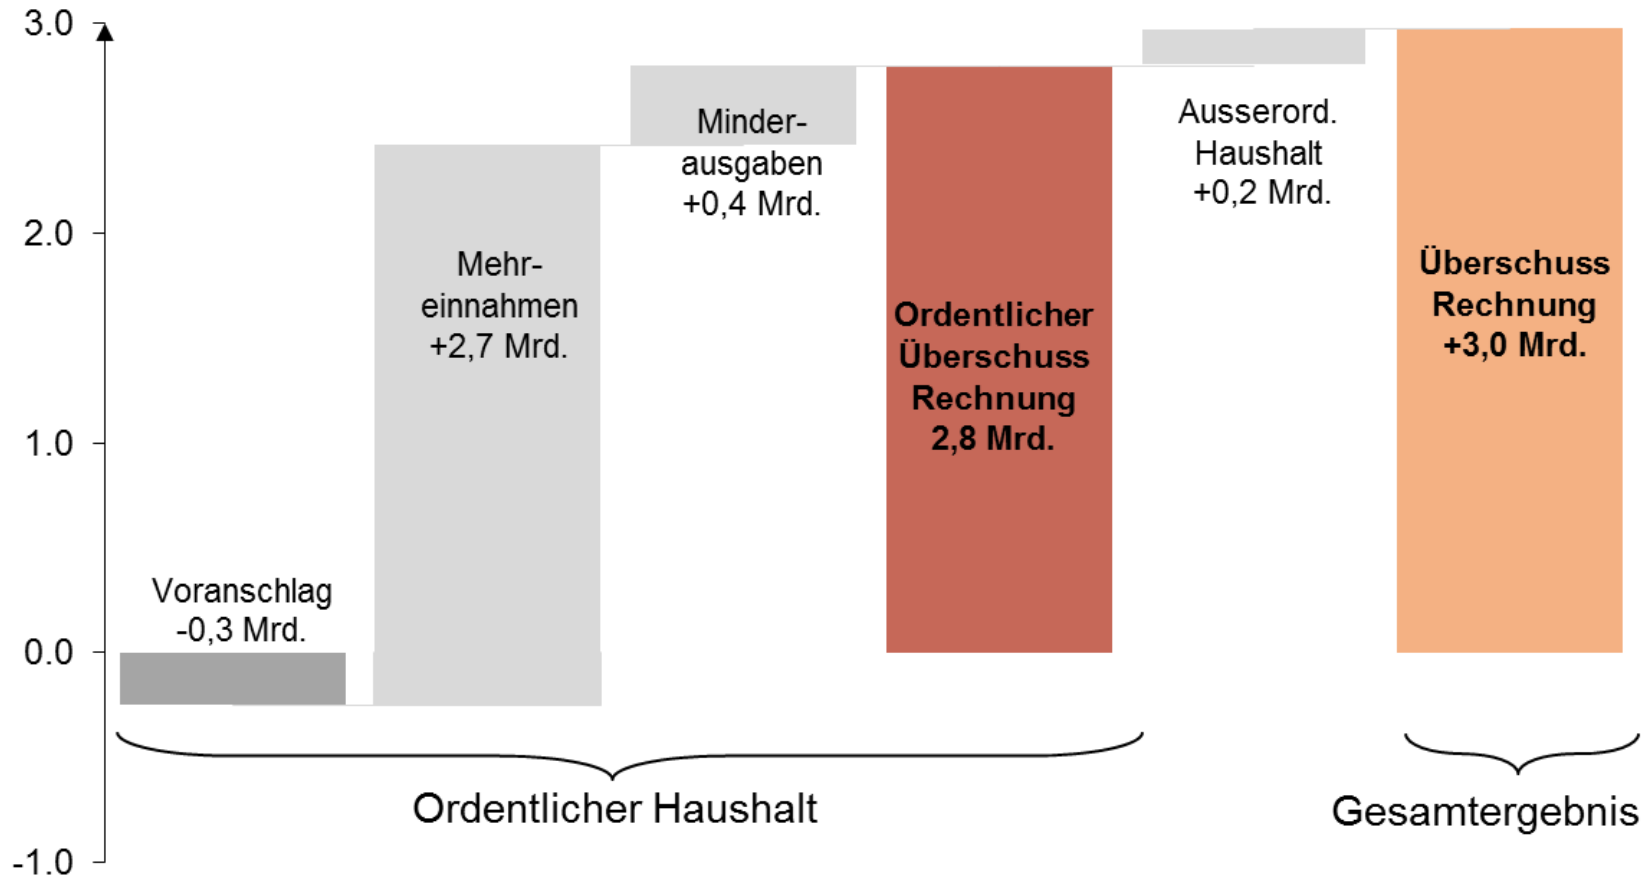 3.0
2.0
1.0
0.0
-1.0
Voranschlag
-0,3 Mrd.
Mehr-
einnahmen
+2,7 Mrd.
Minder-
ausgaben
+0,4 Mrd.
Ordentlicher
Überschuss
Rechnung
2,8 Mrd.
Ausserord.
Haushalt
+0,2 Mrd.
Überschuss
Rechnung
+3,0 Mrd.
Ordentlicher Haushalt
Gesamtergebnis